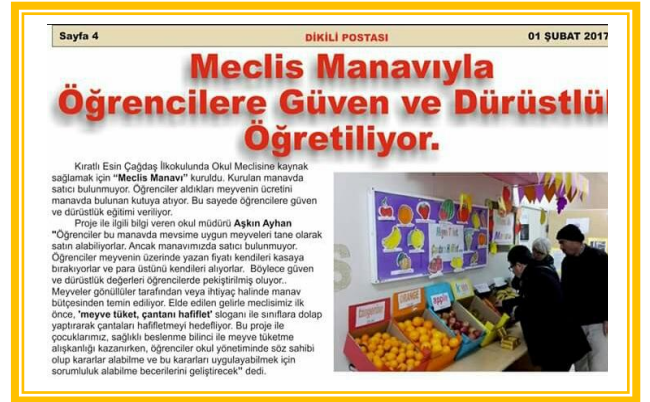 Sayfa 4
DİKİLİ POSTASI
01 ŞUBAT 2017
Meclis Manavıyla
Öğrencilere Güven ve Dürüstlü
Öğretiliyor.
Kıratlı Esin Çağdaş İlkokulunda Okul Meclisine kaynak
sağlamak için “Meclis Manavı” kuruldu. Kurulan manavda
satıcı bulunmuyor. Öğrenciler aldıkları meyvenin ücretini
manavda bulunan kutuya atıyor. Bu sayede öğrencilere güven
ve dürüstlük eğitimi veriliyor.
Proje ile ilgili bilgi veren okul müdürü Aşkın Ayhan
"Öğrenciler bu manavda mevsime uygun meyveleri tane olarak
satın alabiliyorlar. Ancak manavımızda satıcı bulunmuyor.
Öğrenciler meyvenin üzerinde yazan fiyatı kendileri kasaya
bırakıyorlar ve para üstünü kendileri alıyorlar. Böylece güven
ve dürüstlük değerleri öğrencilerde pekiştirilmiş oluyor..
Meyveler gönüllüler tarafından veya ihtiyaç halinde manav
bütçesinden temin ediliyor. Elde edilen gelirle meclisimiz ilk
önce, 'meyve tüket, çantanı hafiflet' sloganı ile sınıflara dolap
yaptırarak çantaları hafifletmeyi hedefliyor. Bu proje ile
çocuklarımız, sağlıklı beslenme bilinci ile meyve tüketme
alışkanlığı kazanırken, öğrenciler okul yönetiminde söz sahibi
olup kararlar alabilme ve bu kararları uygulayabilmek için
sorumluluk alabilme becerilerini geliştirecek" dedi.
tangerine
ORANGE
apple